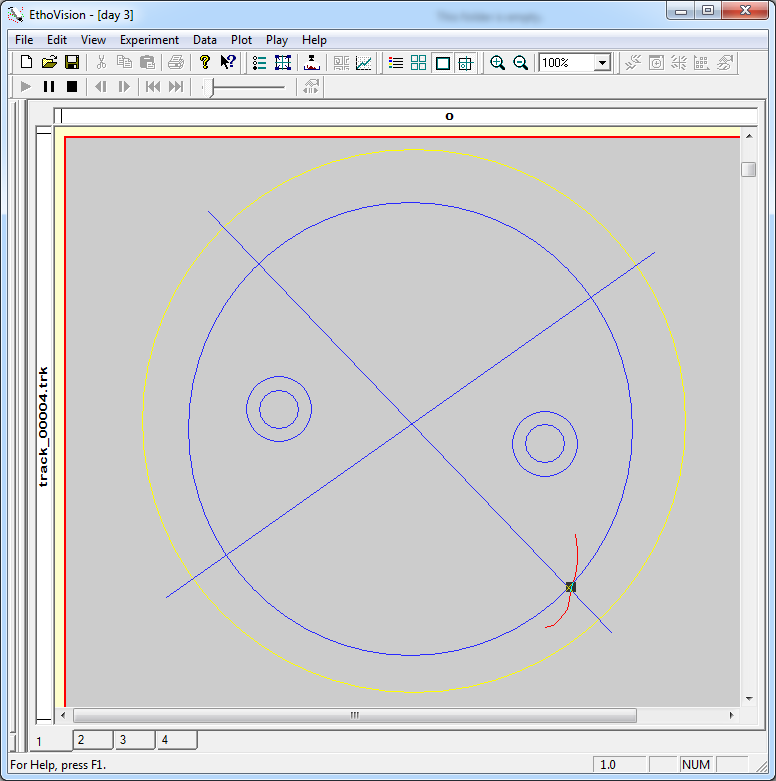 EthoVision - [day 3]
This folder is empty.
File Edit View Experiment Data Plot Play Help
100%
o
track_00004.trk
1 2 3 4
For Help, press F1.
1.0
NUM